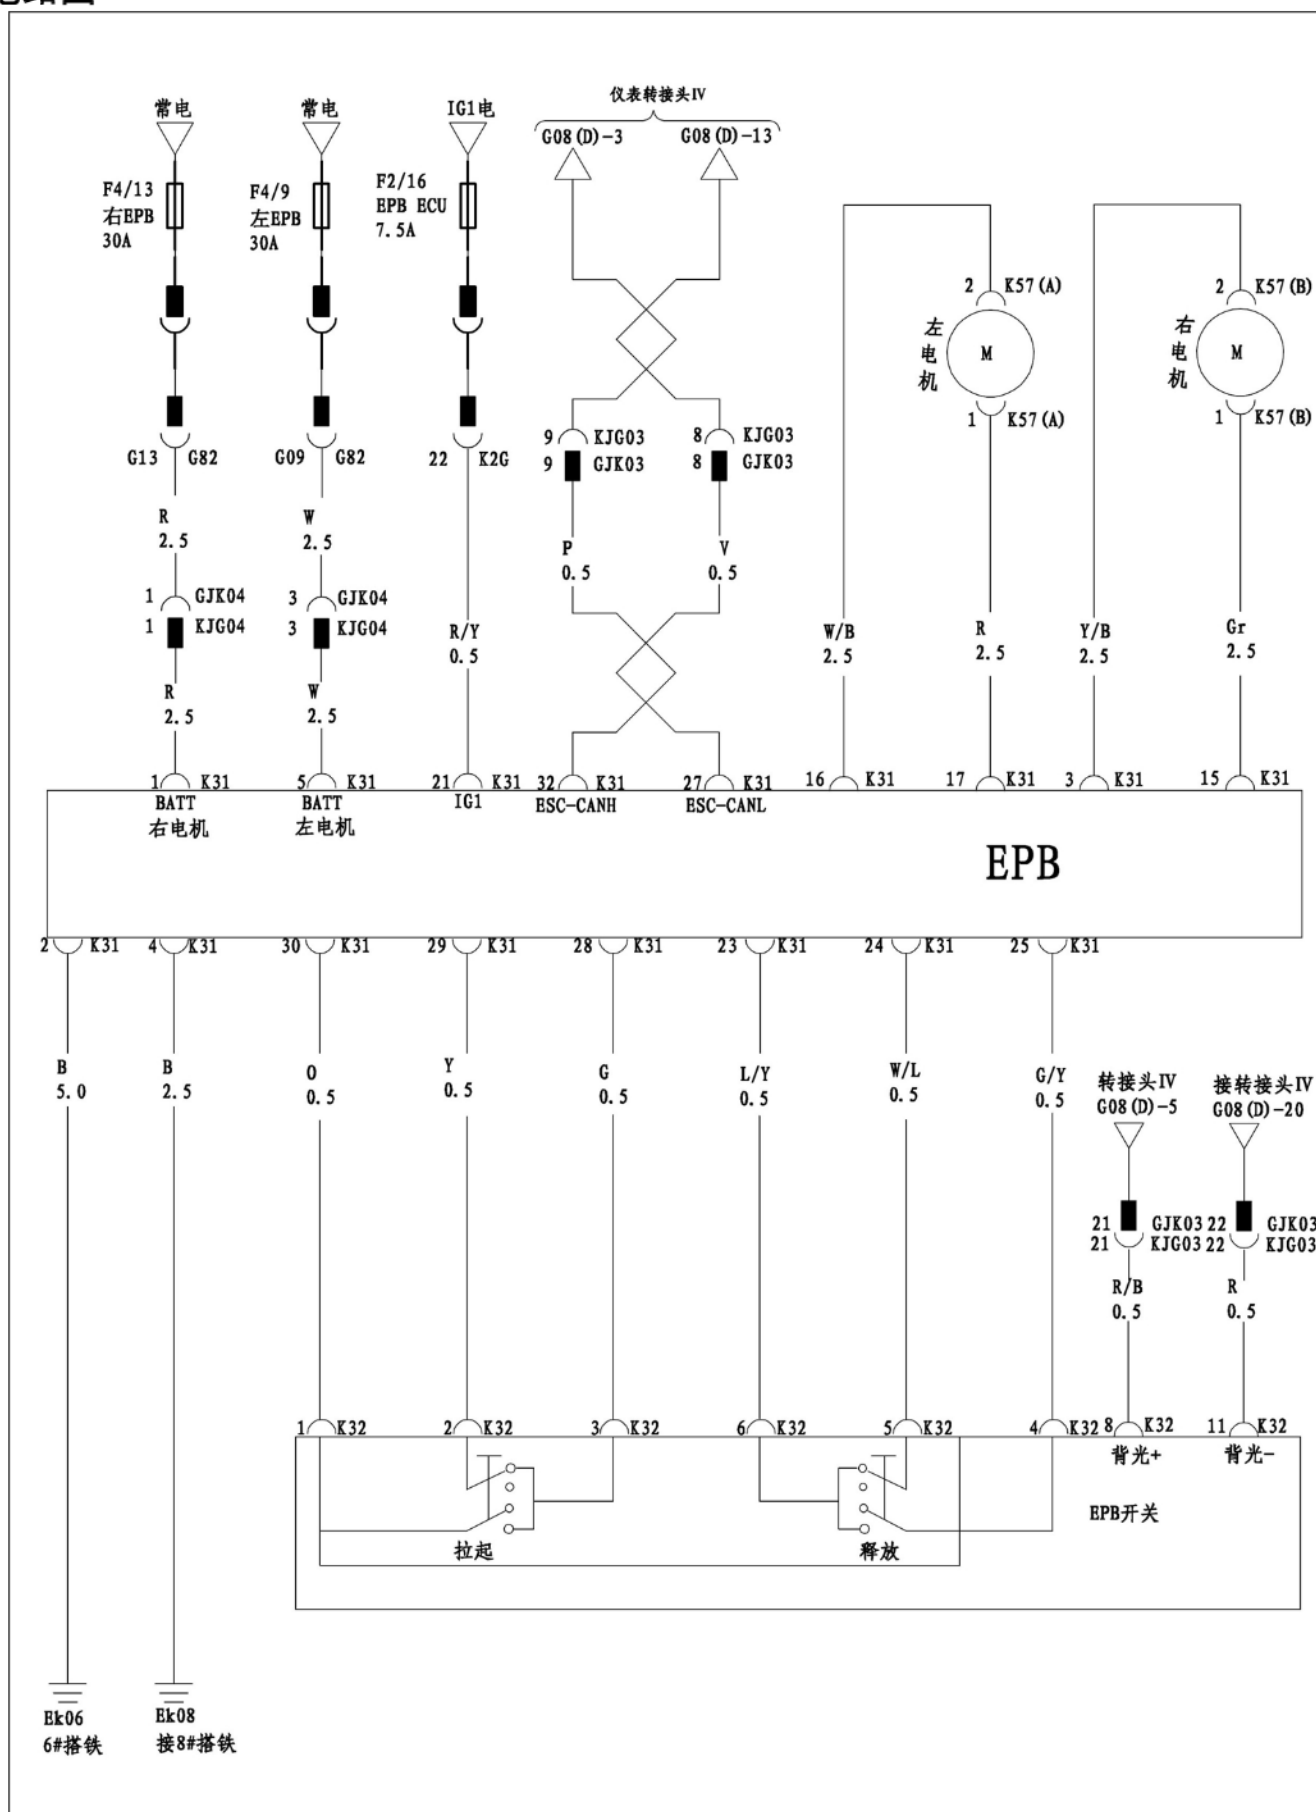 仪表转接头IV
常电
常电
IG1电
G08(D)-3
G08(D)-13
F4/13
右EPB
30A
F4/9
左EPB
30A
F2/16
EPB ECU
7.5A
2 K57(A)
2 K57(B)
左电机
M
右电机
M
1 K57(A)
1 K57(B)
G13 G82
G09 G82
22 K2G
9 KJG03
9 GJK03
8 KJG03
8 GJK03
R
2.5
W
2.5
P
0.5
V
0.5
1 GJK04
1 KJG04
3 GJK04
3 KJG04
R/Y
0.5
W/B
2.5
R
2.5
Y/B
2.5
Gr
2.5
R
2.5
W
2.5
1 K31
5 K31
21 K31
32 K31
27 K31
16 K31
17 K31
3 K31
15 K31
BATT
右电机
BATT
左电机
IG1
ESC-CANH
ESC-CANL
EPB
2 K31
4 K31
30 K31
29 K31
28 K31
23 K31
24 K31
25 K31
B
5.0
B
2.5
O
0.5
Y
0.5
G
0.5
L/Y
0.5
W/L
0.5
G/Y
0.5
转接头IV
G08(D)-5
接转接头IV
G08(D)-20
21 GJK03
21 KJG03
22 GJK03
22 KJG03
R/B
0.5
R
0.5
1 K32
2 K32
3 K32
6 K32
5 K32
4 K32
8 K32
11 K32
背光+
背光-
EPB开关
拉起
释放
Ek06
6#搭铁
Ek08
接8#搭铁